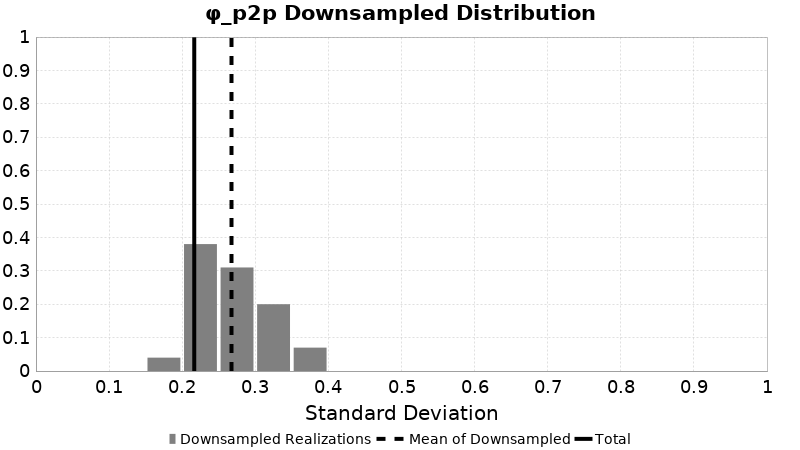 φ_p2p Downsampled Distribution
1
0.9
0.8
0.7
0.6
0.5
0.4
0.3
0.2
0.1
0
0 0.1 0.2 0.3 0.4 0.5 0.6 0.7 0.8 0.9 1
Standard Deviation
Downsampled Realizations Mean of Downsampled Total